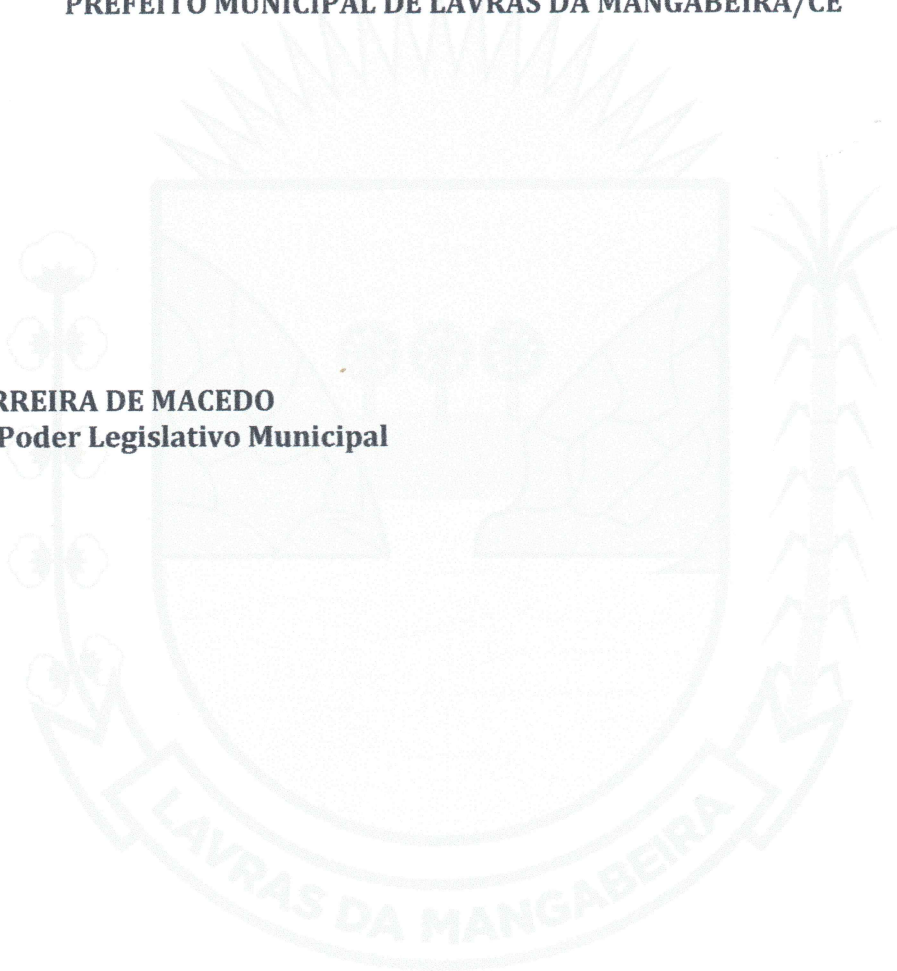 PREFEITO MUNICIPAL DE LAVRAS DA MANGABEIRA/CE
RREIRA DE MACEDO
Poder Legislativo Municipal
LAVRAS DA MANGABEIRA